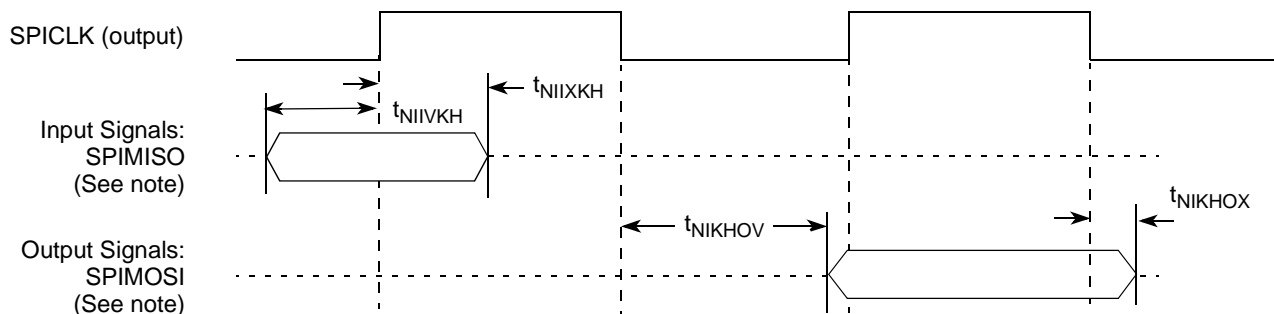 SPICLK (output)
tNIIXKH
tNIIVKH
Input Signals:
SPIMISO
(See note)
tNIKHOV
tNIKHOX
Output Signals:
SPIMOSI
(See note)